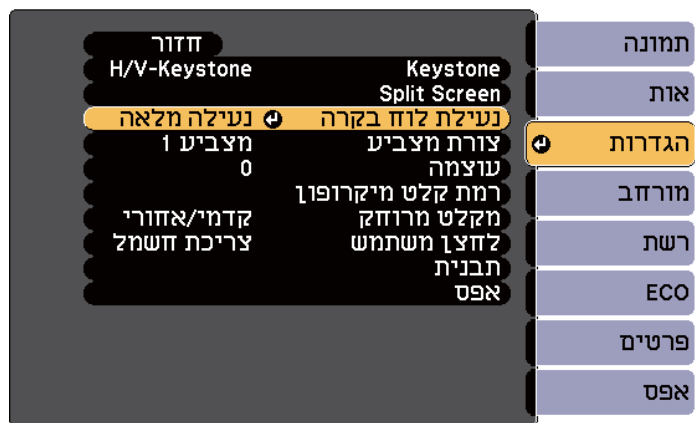 חזור
Keystone H/V-Keystone
Split Screen
נעילת לוח בקרה נעילה מלאה
צורת מצביע מצביע 1
עוצמה 0
רמת קלט מיקרופון
מקלט מרוחק קדמי/אחורי
לחצן משתמש צריכת חשמל
תבנית
אפס
תמונה
אות
הגדרות
מורחב
רשת
ECO
פרטים
אפס